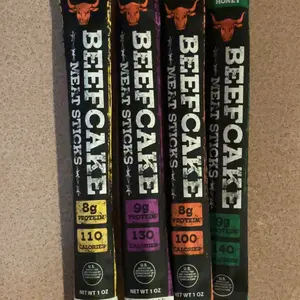 BEEFCAKE
MEAT STICKS
8g
PROTEIN
110
CALORIES
NET WT 1 OZ
BEEFCAKE
MEAT STICKS
9g
PROTEIN
130
CALORIES
NET WT 1 OZ
BEEFCAKE
MEAT STICKS
8g
PROTEIN
100
CALORIES
NET WT 1 OZ
HONEY
BEEFCAKE
MEAT STICKS
9g
PROTEIN
140
CALORIES
NET WT 1 OZ